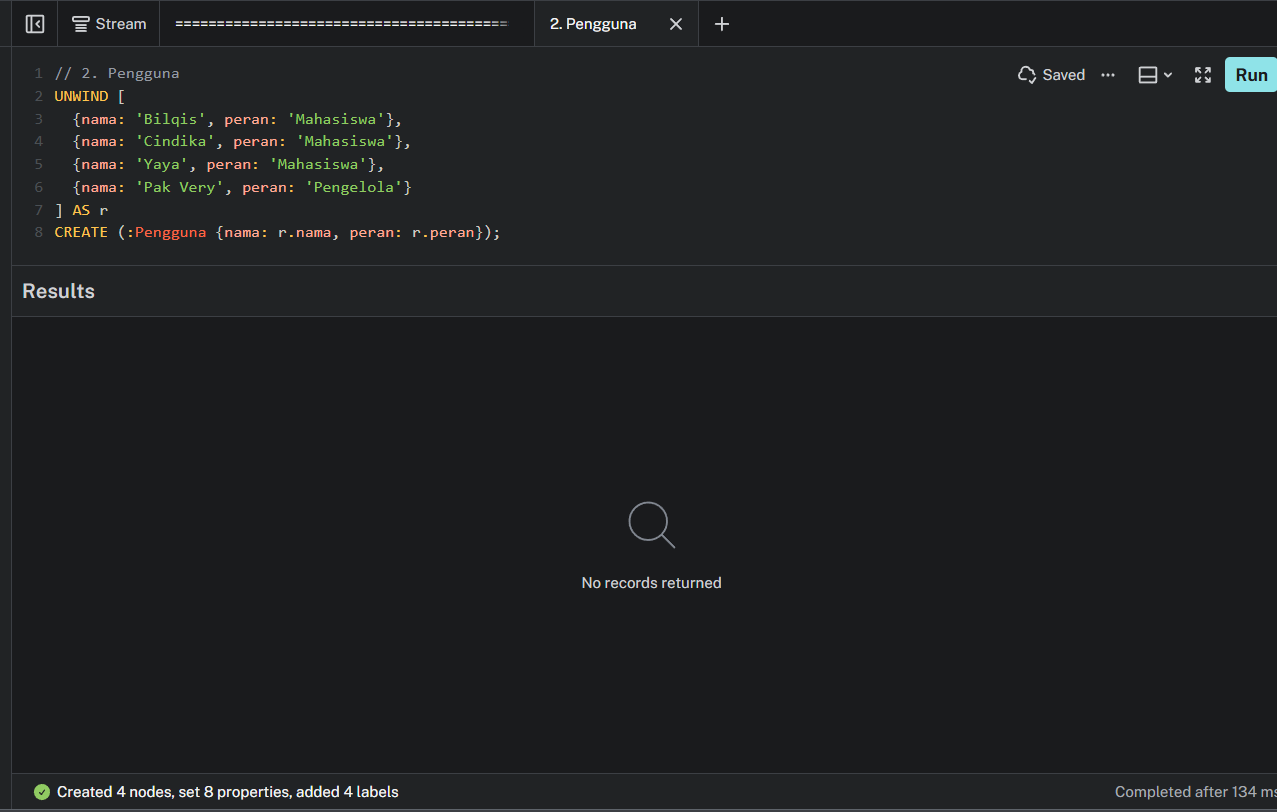 Stream ======================================== 2. Pengguna
1 // 2. Pengguna
Saved ··· Run
2 UNWIND [
3   {nama: 'Bilqis', peran: 'Mahasiswa'},
4   {nama: 'Cindika', peran: 'Mahasiswa'},
5   {nama: 'Yaya', peran: 'Mahasiswa'},
6   {nama: 'Pak Very', peran: 'Pengelola'}
7 ] AS r
8 CREATE (:Pengguna {nama: r.nama, peran: r.peran});
Results
No records returned
Created 4 nodes, set 8 properties, added 4 labels
Completed after 134 ms